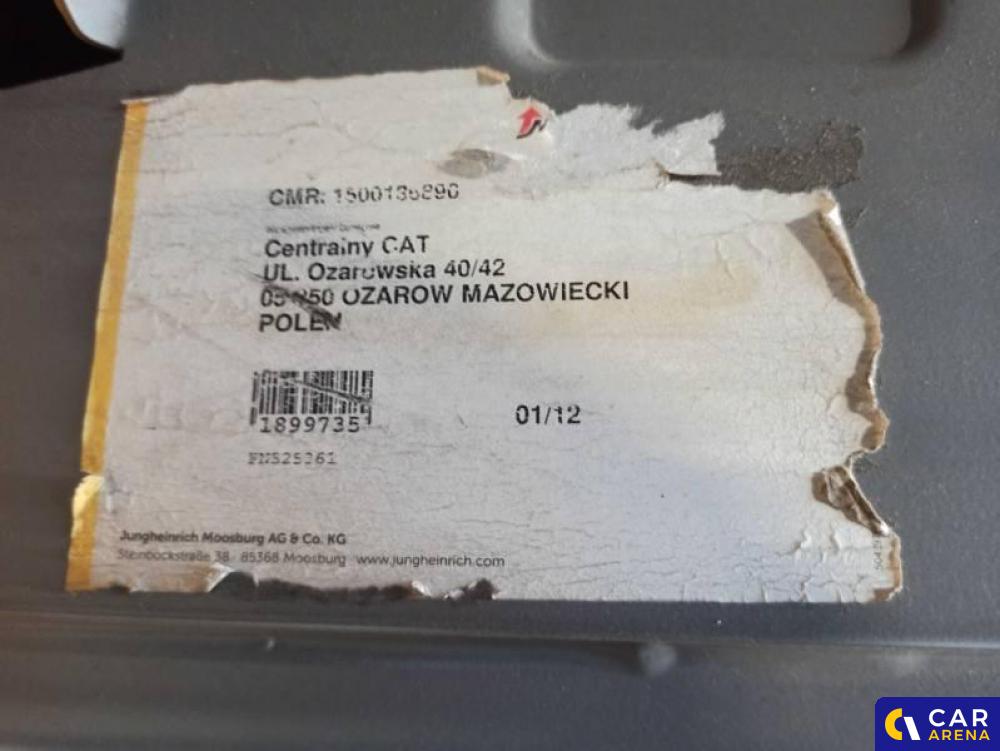 CMR:
Centralny CAT
UL. Ozarowska 40/42
OZAROW MAZOWIECKI
POLEN
1899735
01/12
FN525361
Jungheinrich Moosburg AG & Co. KG
Steinbockstraße 38 · 85368 Moosburg www.jungheinrich.com
CAR
ARENA